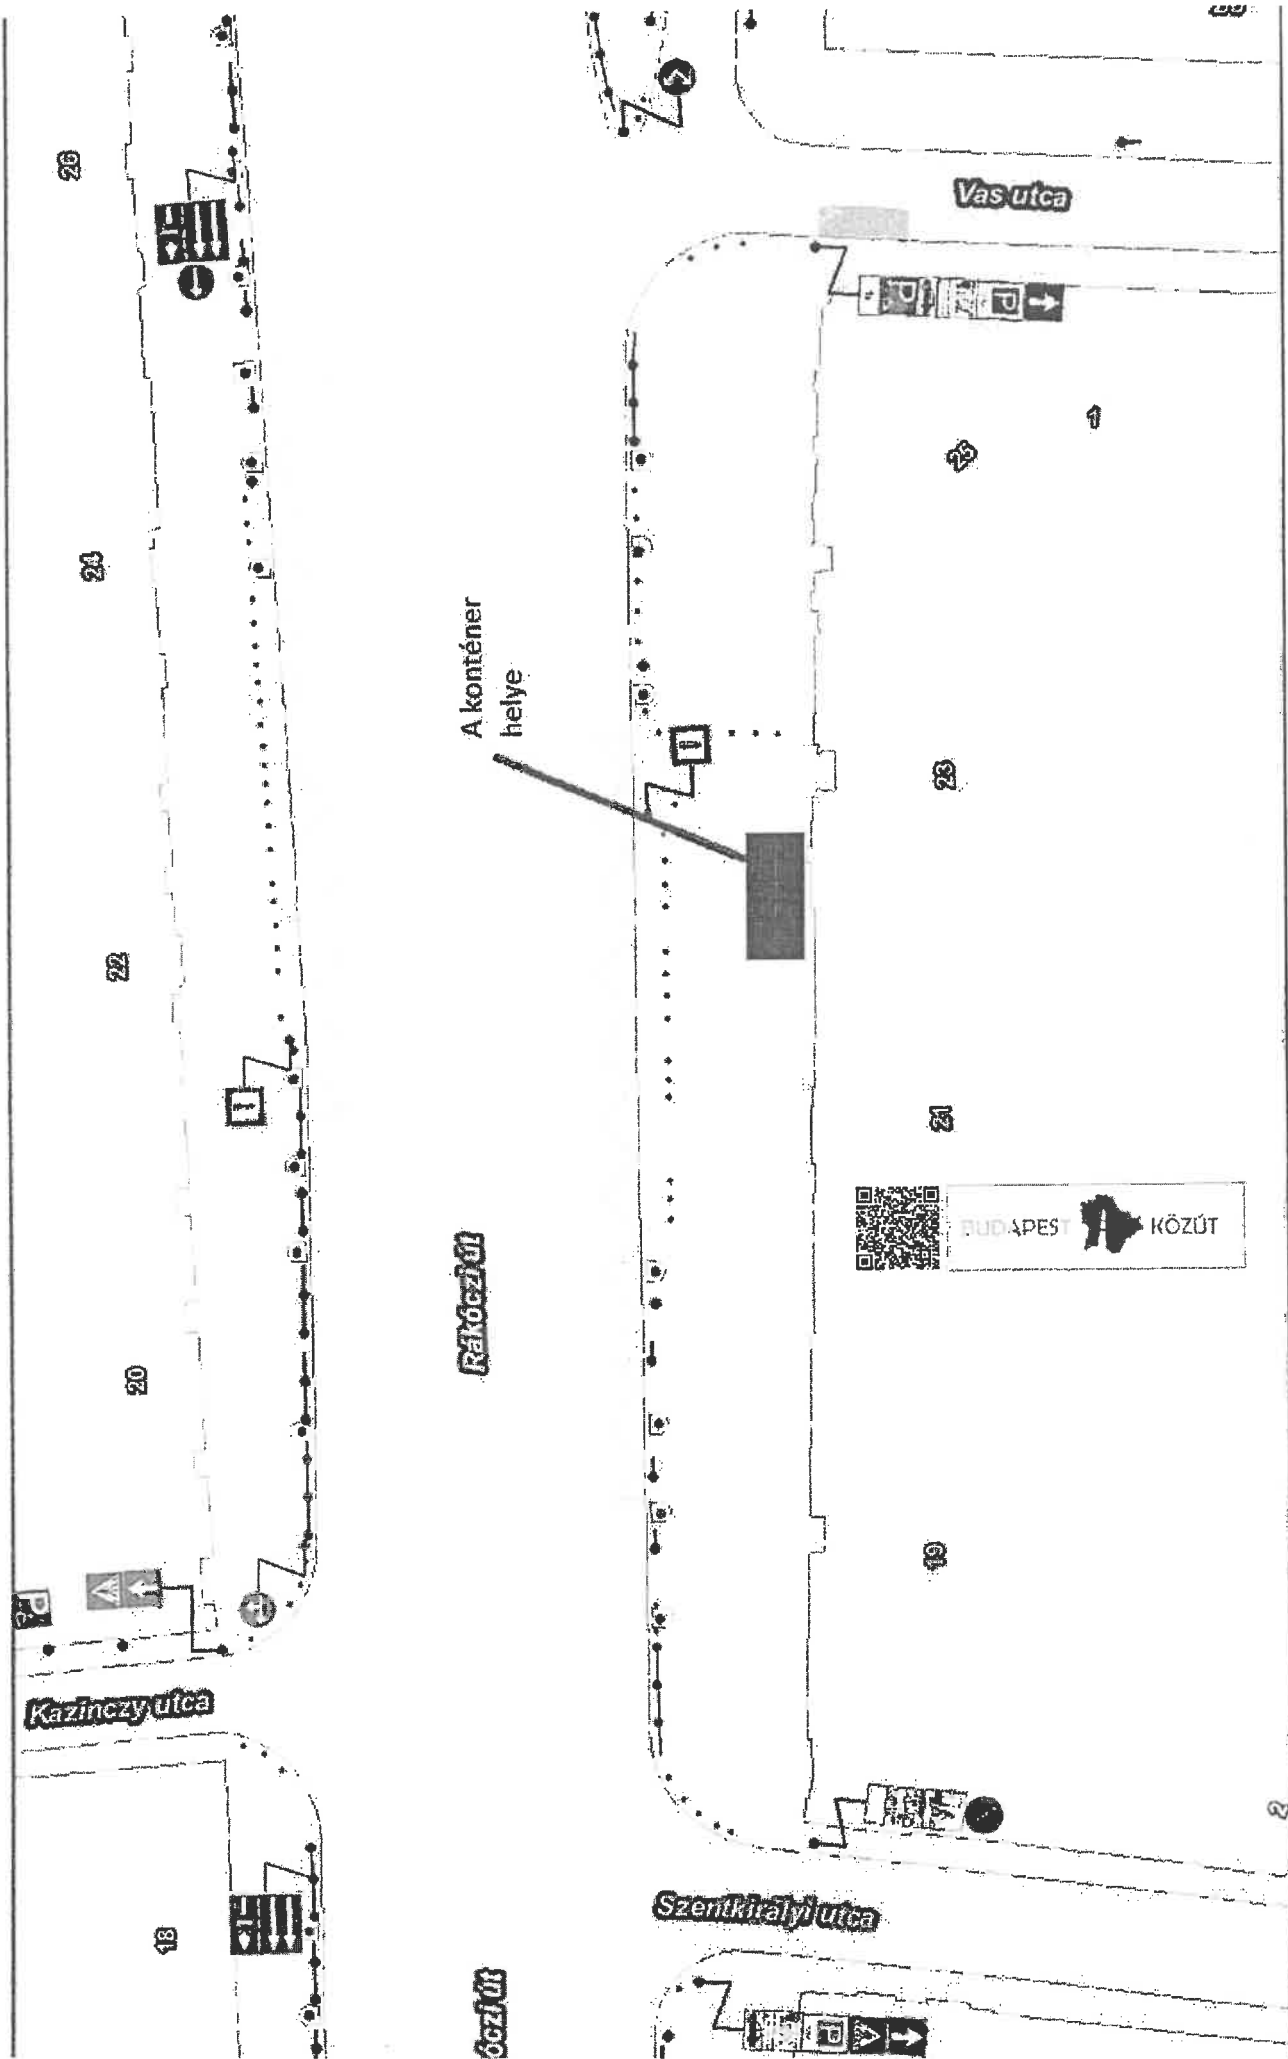 26
Vas utca
1
25
24
A konténer
helye
23
22
21
BUDAPEST KÖZÚT
Rákóczi út
20
19
Kazinczy utca
Szentkirályi utca
18
óczi út
2